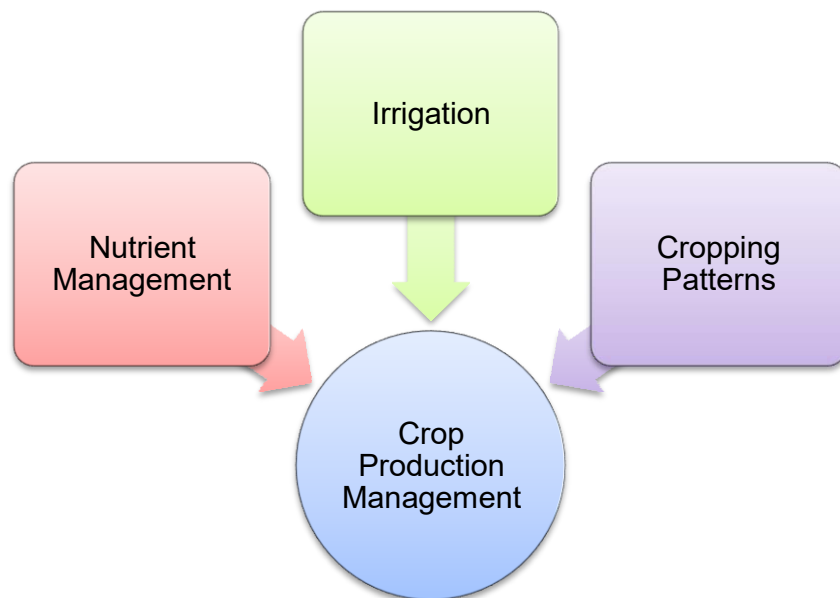 Irrigation
Nutrient
Management
Cropping
Patterns
Crop
Production
Management